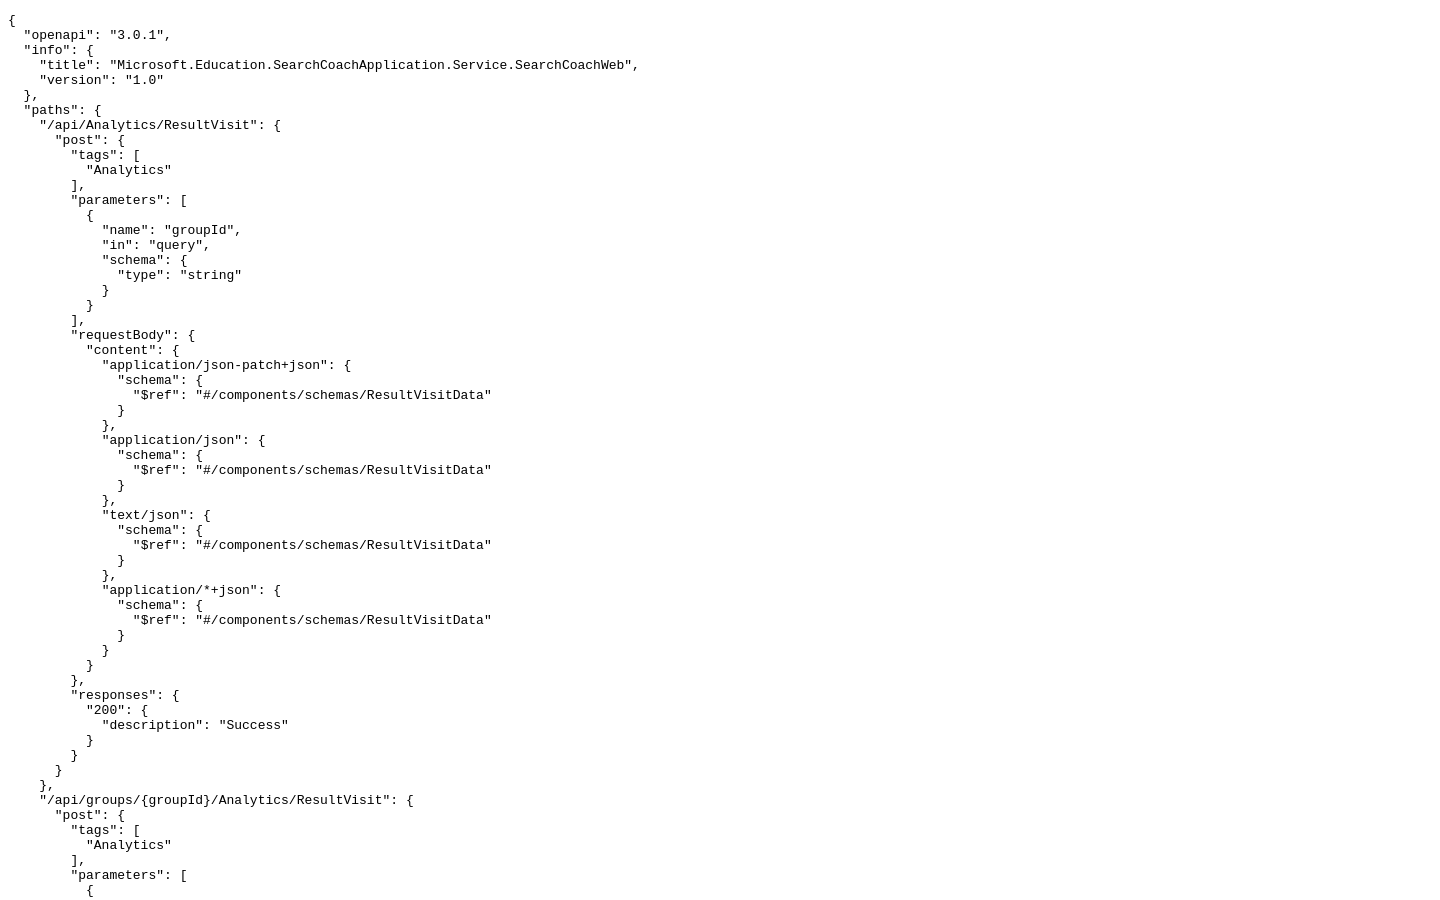 {
  "openapi": "3.0.1",
  "info": {
    "title": "Microsoft.Education.SearchCoachApplication.Service.SearchCoachWeb",
    "version": "1.0"
  },
  "paths": {
    "/api/Analytics/ResultVisit": {
      "post": {
        "tags": [
          "Analytics"
        ],
        "parameters": [
          {
            "name": "groupId",
            "in": "query",
            "schema": {
              "type": "string"
            }
          }
        ],
        "requestBody": {
          "content": {
            "application/json-patch+json": {
              "schema": {
                "$ref": "#/components/schemas/ResultVisitData"
              }
            },
            "application/json": {
              "schema": {
                "$ref": "#/components/schemas/ResultVisitData"
              }
            },
            "text/json": {
              "schema": {
                "$ref": "#/components/schemas/ResultVisitData"
              }
            },
            "application/*+json": {
              "schema": {
                "$ref": "#/components/schemas/ResultVisitData"
              }
            }
          }
        },
        "responses": {
          "200": {
            "description": "Success"
          }
        }
      }
    },
    "/api/groups/{groupId}/Analytics/ResultVisit": {
      "post": {
        "tags": [
          "Analytics"
        ],
        "parameters": [
          {